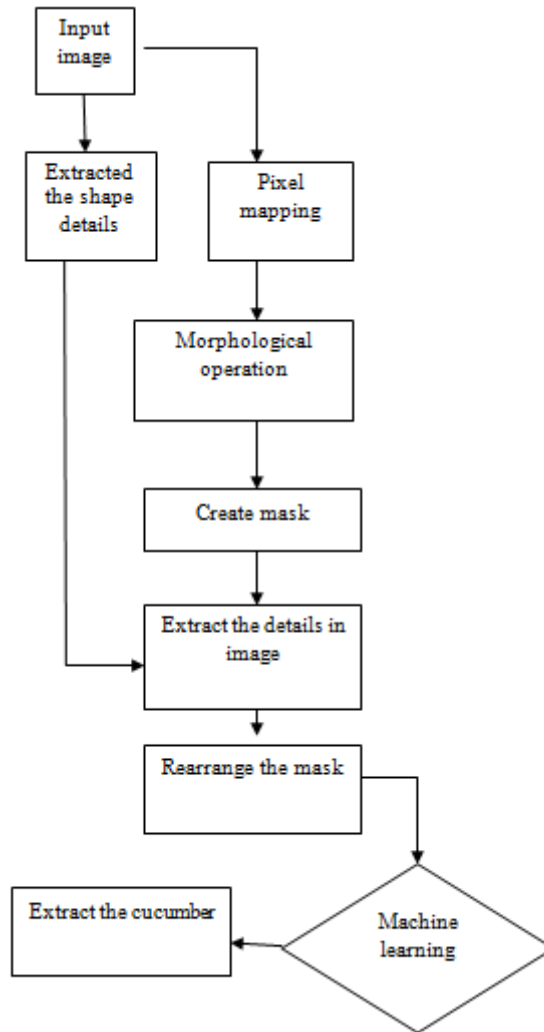 Input
image
Extracted
the shape
details
Pixel
mapping
Morphological
operation
Create mask
Extract the details in
image
Rearrange the mask
Machine
learning
Extract the cucumber